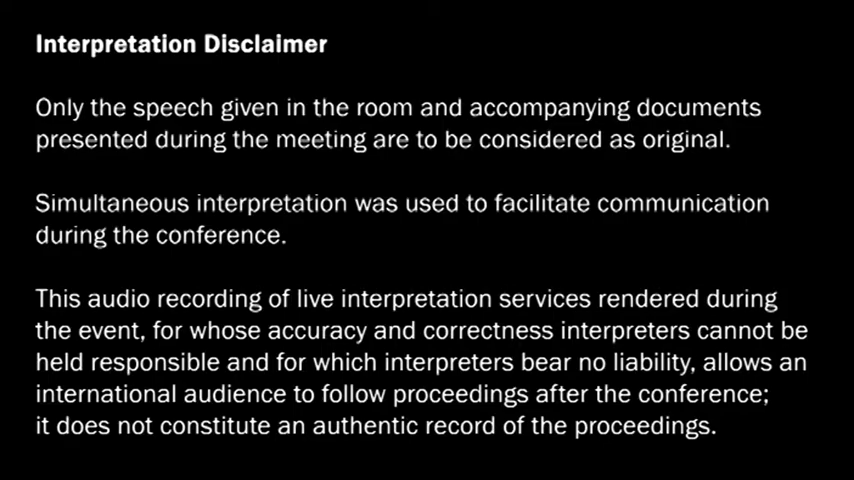 Interpretation Disclaimer
Only the speech given in the room and accompanying documents
presented during the meeting are to be considered as original.
Simultaneous interpretation was used to facilitate communication
during the conference.
This audio recording of live interpretation services rendered during
the event, for whose accuracy and correctness interpreters cannot be
held responsible and for which interpreters bear no liability, allows an
international audience to follow proceedings after the conference;
it does not constitute an authentic record of the proceedings.